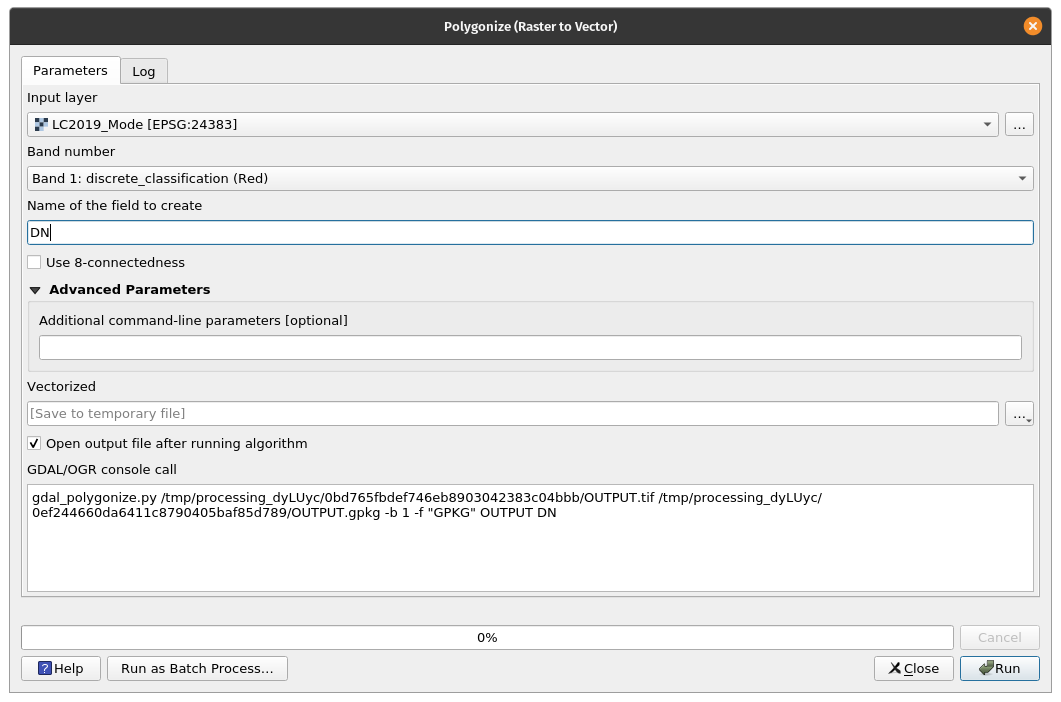 Polygonize (Raster to Vector)
Parameters
Log
Input layer
LC2019_Mode [EPSG:24383]
...
Band number
Band 1: discrete_classification (Red)
Name of the field to create
DN
Use 8-connectedness
Advanced Parameters
Additional command-line parameters [optional]
Vectorized
[Save to temporary file]
...
Open output file after running algorithm
GDAL/OGR console call
gdal_polygonize.py /tmp/processing_dyLUyc/0bd765fbdef746eb8903042383c04bbb/OUTPUT.tif /tmp/processing_dyLUyc/
0ef244660da6411c8790405baf85d789/OUTPUT.gpkg -b 1 -f "GPKG" OUTPUT DN
0%
Cancel
Help
Run as Batch Process...
Close
Run